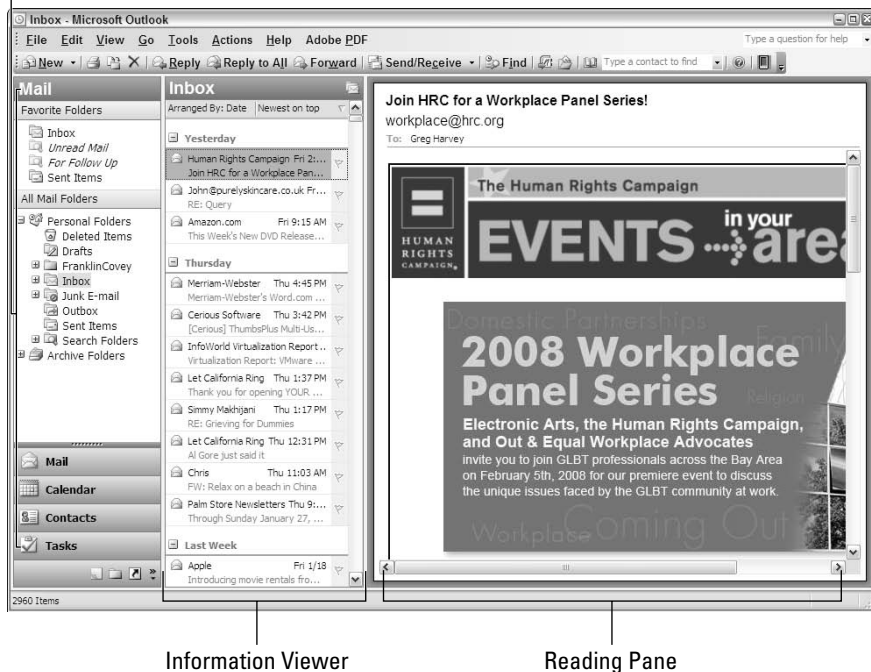 Inbox - Microsoft Outlook
File Edit View Go Tools Actions Help Adobe PDF
Type a question for help
New Reply Reply to All Forward Send/Receive Find Type a contact to find
Mail
Favorite Folders
Inbox
Unread Mail
For Follow Up
Sent Items
All Mail Folders
Personal Folders
Deleted Items
Drafts
FranklinCovey
Inbox
Junk E-mail
Outbox
Sent Items
Search Folders
Archive Folders
Mail
Calendar
Contacts
Tasks
2960 Items
Inbox
Arranged By: Date Newest on top
Yesterday
Human Rights Campaign Fri 2:...
Join HRC for a Workplace Pan...
John@purelyskincare.co.uk Fr...
RE: Query
Amazon.com Fri 9:15 AM
This Week's New DVD Release...
Thursday
Merriam-Webster Thu 4:45 PM
Merriam-Webster's Word.com ...
Cerious Software Thu 3:42 PM
[Cerious] ThumbsPlus Multi-Us...
InfoWorld Virtualization Report...
Virtualization Report: VMware ...
Let California Ring Thu 1:37 PM
Thank you for opening YOUR ...
Simmy Makhijani Thu 1:17 PM
RE: Grieving for Dummies
Let California Ring Thu 12:31 PM
Al Gore just said it
Chris Thu 11:03 AM
FW: Relax on a beach in China
Palm Store Newsletters Thu 9:...
Through Sunday January 27, ...
Last Week
Apple Fri 1/18
Introducing movie rentals fro...
Join HRC for a Workplace Panel Series!
workplace@hrc.org
To: Greg Harvey
HUMAN
RIGHTS
CAMPAIGN®
The Human Rights Campaign
EVENTS in your area
Domestic Partnerships
Family
2008 Workplace
Panel Series
Religion
Electronic Arts, the Human Rights Campaign,
and Out & Equal Workplace Advocates
invite you to join GLBT professionals across the Bay Area
on February 5th, 2008 for our premiere event to discuss
the unique issues faced by the GLBT community at work.
Workplace Coming Out
Information Viewer
Reading Pane